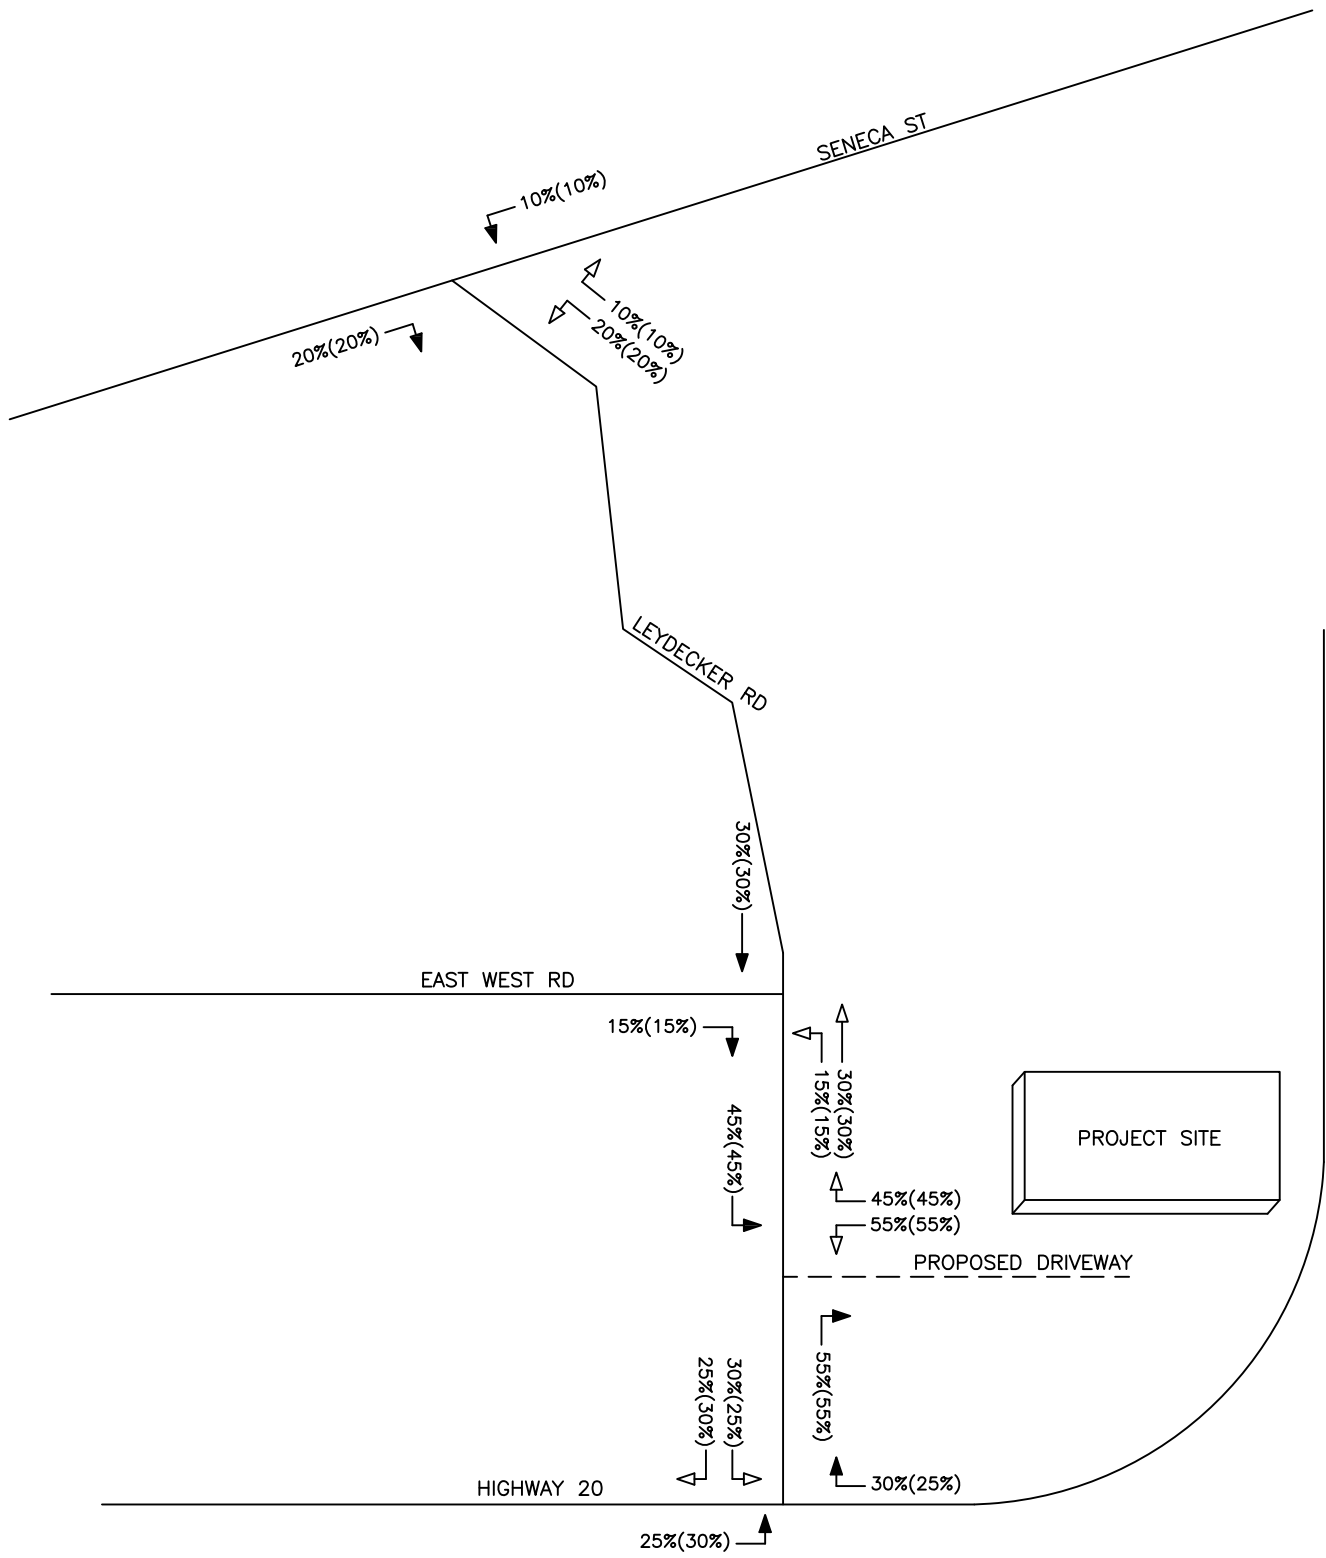 SENECA ST
10%(10%)
10%(10%)
20%(20%)
20%(20%)
LEYDECKER RD
30%(30%)
EAST WEST RD
15%(15%)
30%(30%)
15%(15%)
45%(45%)
PROJECT SITE
45%(45%)
55%(55%)
PROPOSED DRIVEWAY
55%(55%)
25%(30%)
30%(25%)
HIGHWAY 20
30%(25%)
25%(30%)